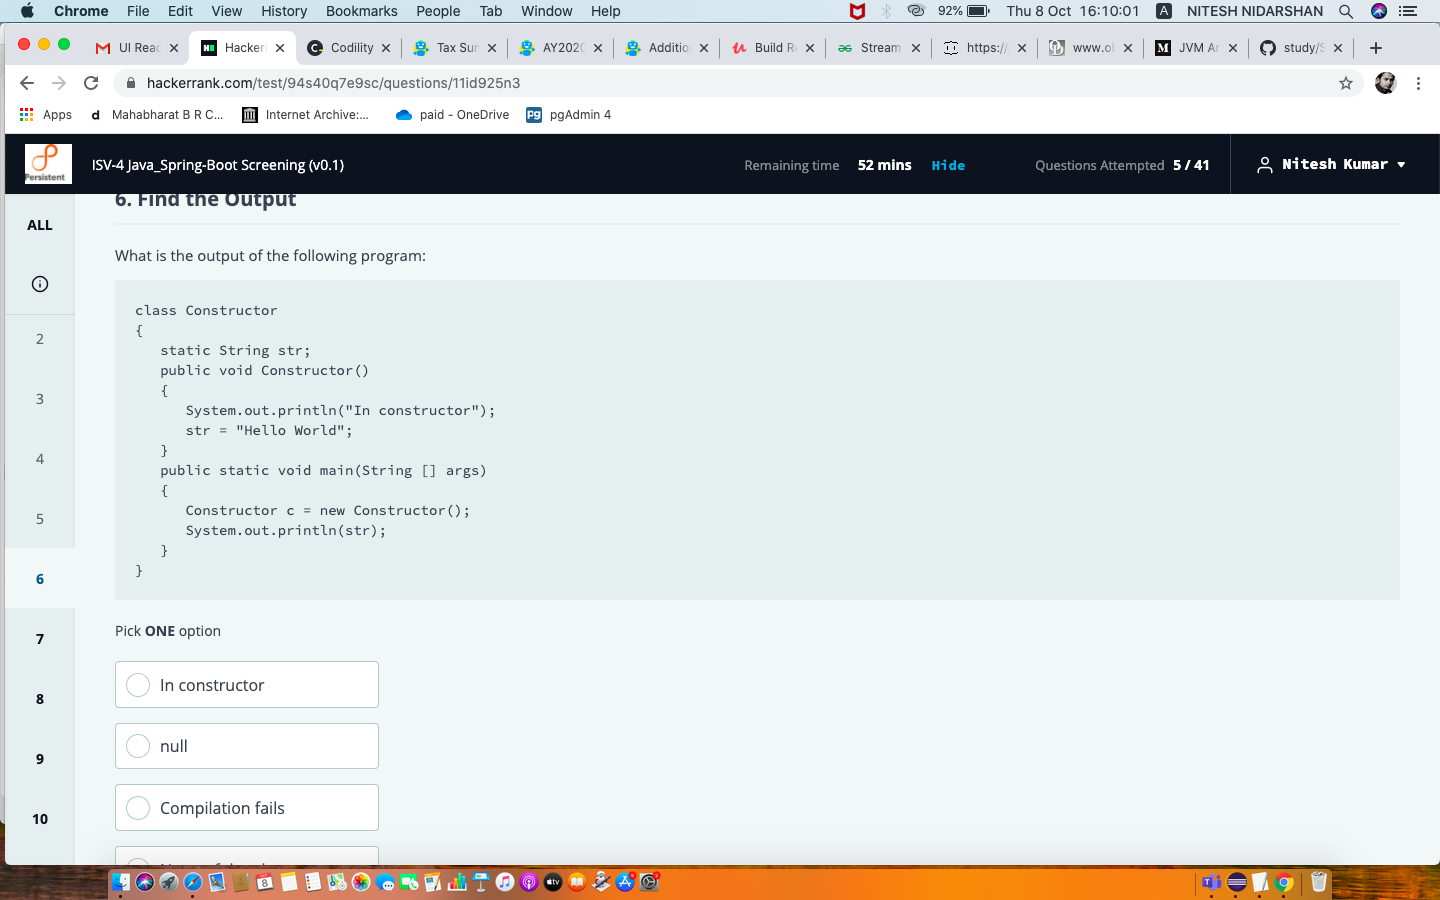 Chrome File Edit View History Bookmarks People Tab Window Help 92% Thu 8 Oct 16:10:01 A NITESH NIDARSHAN
UI Reac Hacker Codility Tax Sur AY202 Additio Build R Stream https:// www.ol JVM Ar study/S
hackerrank.com/test/94s40q7e9sc/questions/11id925n3
Apps Mahabharat B R C... Internet Archive:... paid - OneDrive pgAdmin 4
Persistent ISV-4 Java_Spring-Boot Screening (v0.1) Remaining time 52 mins Hide Questions Attempted 5 / 41 Nitesh Kumar
6. Find the Output
ALL
What is the output of the following program:
class Constructor
{
static String str;
public void Constructor()
{
System.out.println("In constructor");
str = "Hello World";
}
public static void main(String [] args)
{
Constructor c = new Constructor();
System.out.println(str);
}
}
2
3
4
5
6
7
8
9
10
Pick ONE option
In constructor
null
Compilation fails